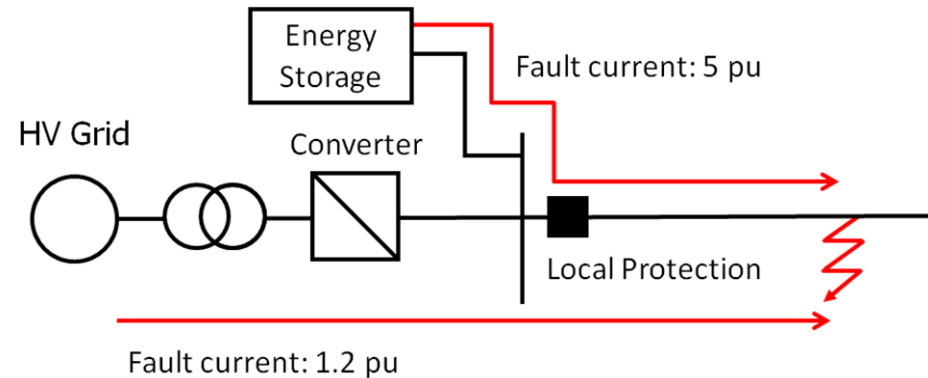 Energy
Storage
Fault current: 5 pu
HV Grid
Converter
Local Protection
Fault current: 1.2 pu